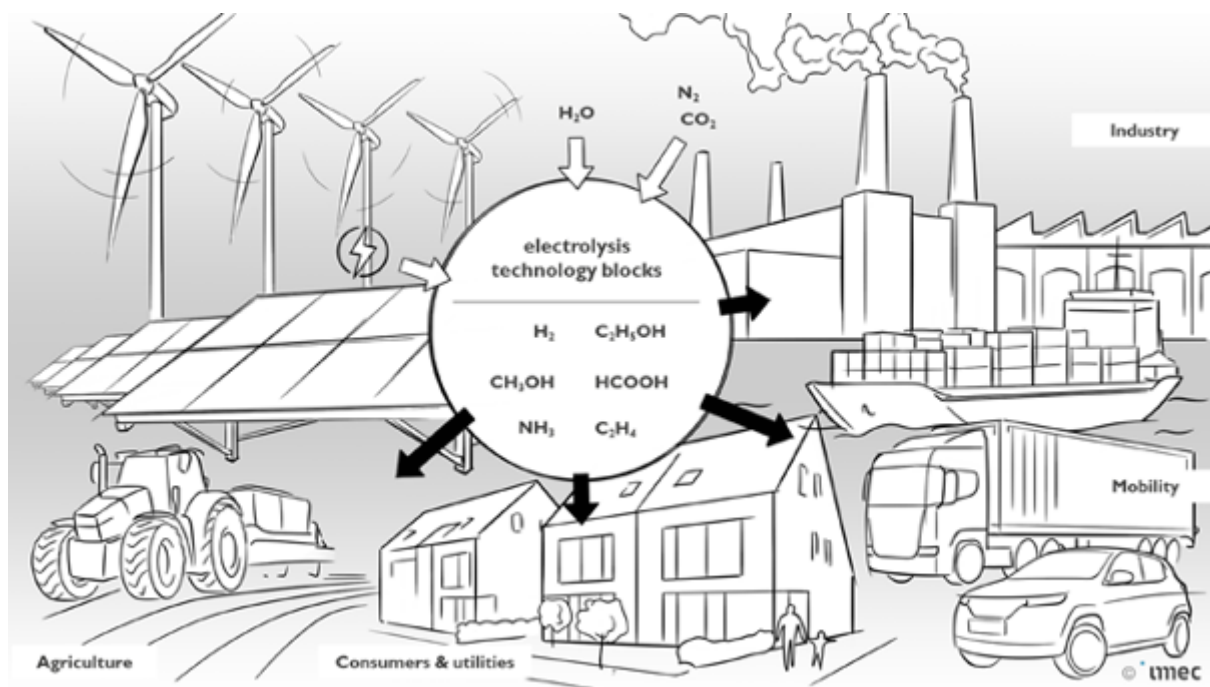 H₂O
N₂
CO₂
Industry
electrolysis
technology blocks
H₂ C₂H₅OH
CH₃OH HCOOH
NH₃ C₂H₄
Mobility
Agriculture
Consumers & utilities
© imec